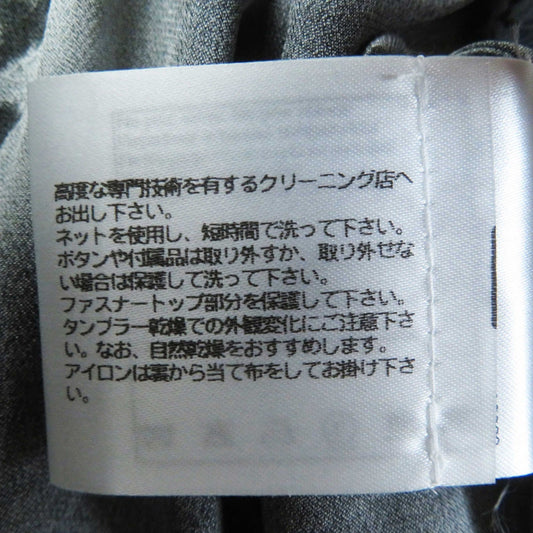 高度な専門技術を有するクリーニング店へ
お出し下さい。
ネットを使用し、短時間で洗って下さい。
ボタンや付属品は取り外すか、取り外せな
い場合は保護して洗って下さい。
ファスナートップ部分を保護して下さい。
タンブラー乾燥での外観変化にご注意下さ
い。なお、自然乾燥をおすすめします。
アイロンは裏から当て布をしてお掛け下さ
い。